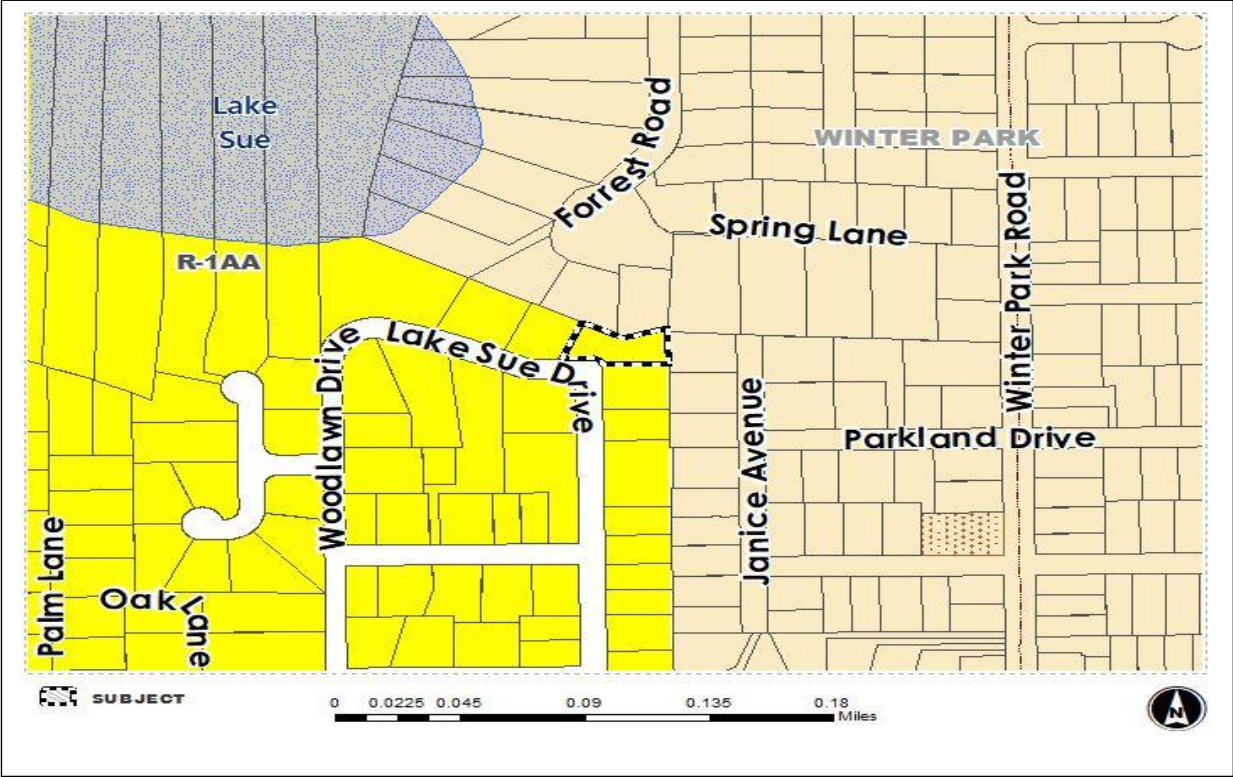 Lake
Sue
WINTER PARK
Forrest Road
Spring Lane
Winter Park Road
R-1AA
Lake Sue Drive
Woodlawn Drive
Janice Avenue
Parkland Drive
Palm Lane
Oak Lane
SUBJECT
0 0.0225 0.045 0.09 0.135 0.18
Miles
N